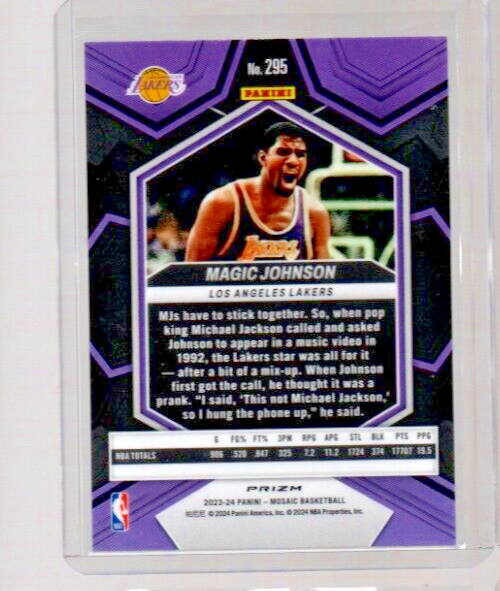 LAKERS
No. 295
PANINI
Lakers
MAGIC JOHNSON
LOS ANGELES LAKERS
MJs have to stick together. So, when pop
king Michael Jackson called and asked
Johnson to appear in a music video in
1992, the Lakers star was all for it
— after a bit of a mix-up. When Johnson
first got the call, he thought it was a
prank. "I said, 'This not Michael Jackson,'
so I hung the phone up," he said.
G FG% FT% 3PM RPG APG STL BLK PTS PPG
NBA TOTALS 906 .520 .847 325 7.2 11.2 1724 374 17707 19.5
PRIZM
2023-24 PANINI – MOSAIC BASKETBALL
帕尼尼 © 2024 Panini America, Inc. © 2024 NBA Properties, Inc.